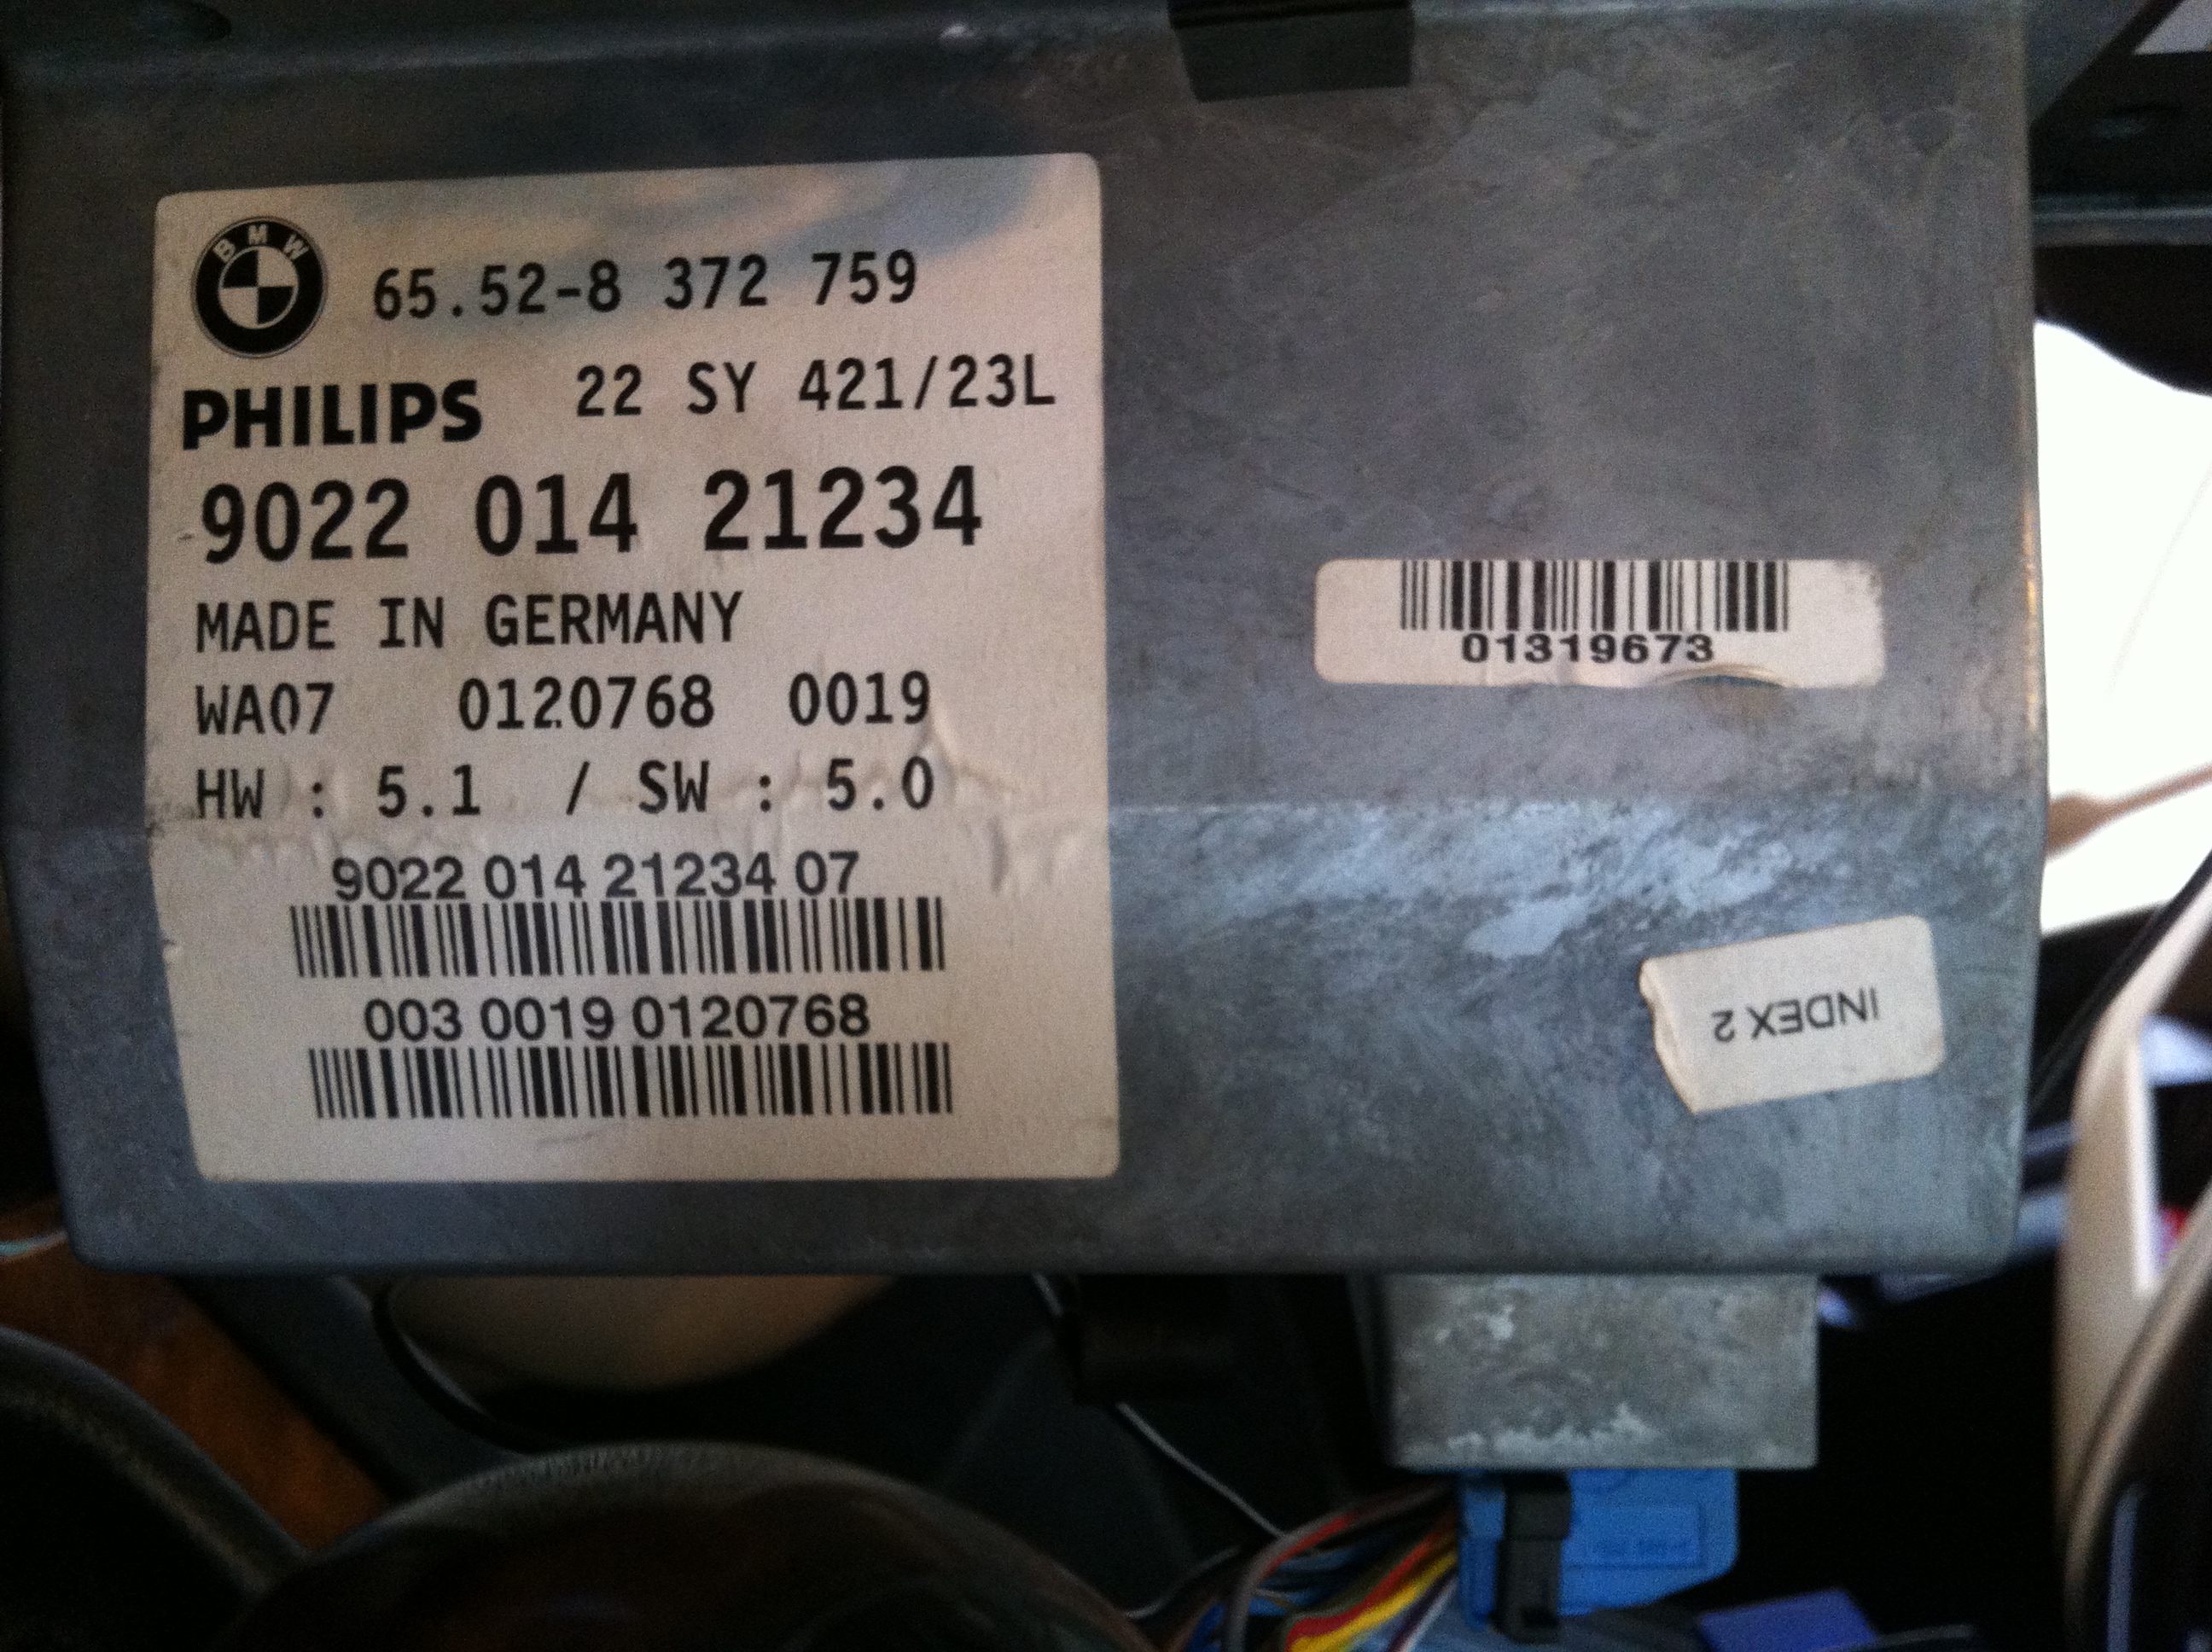 BMW
65.52-8 372 759
PHILIPS 22 SY 421/23L
9022 014 21234
MADE IN GERMANY
WA07 0120768 0019
HW : 5.1 / SW : 5.0
9022 014 21234 07
003 0019 0120768
01319673
INDEX 2